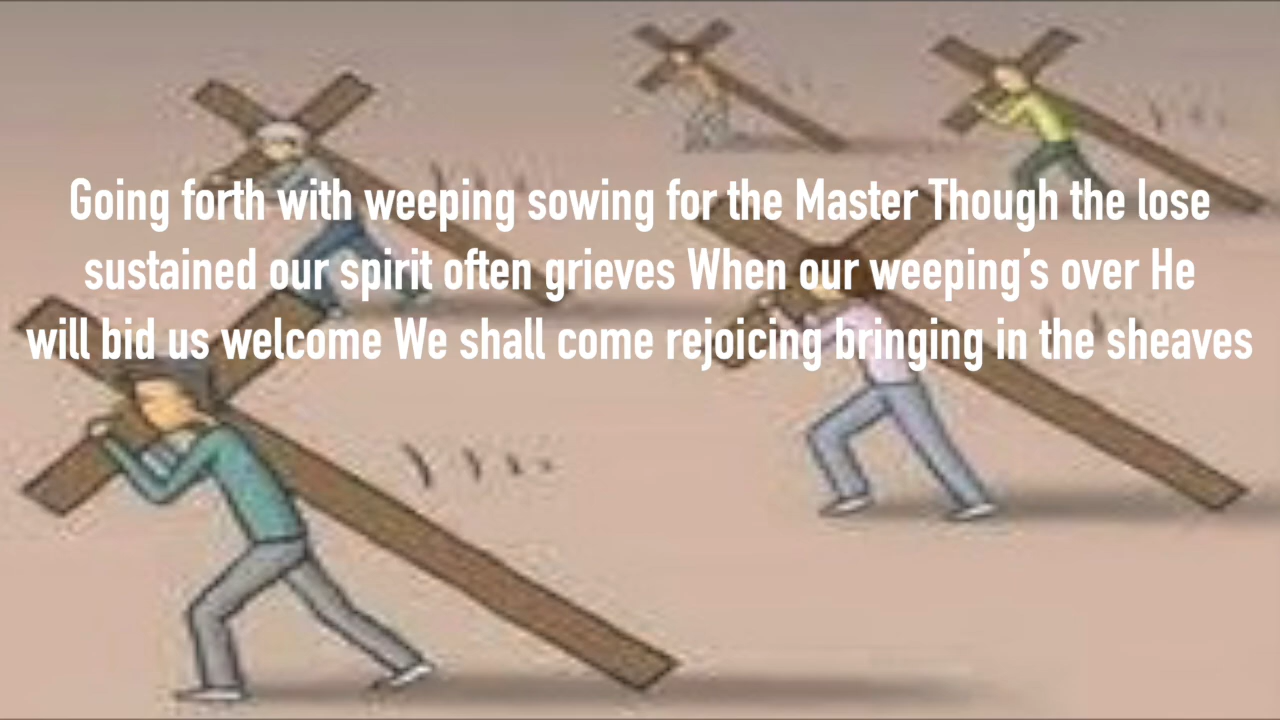 Going forth with weeping sowing for the Master Though the lose
sustained our spirit often grieves When our weeping’s over He
will bid us welcome We shall come rejoicing bringing in the sheaves